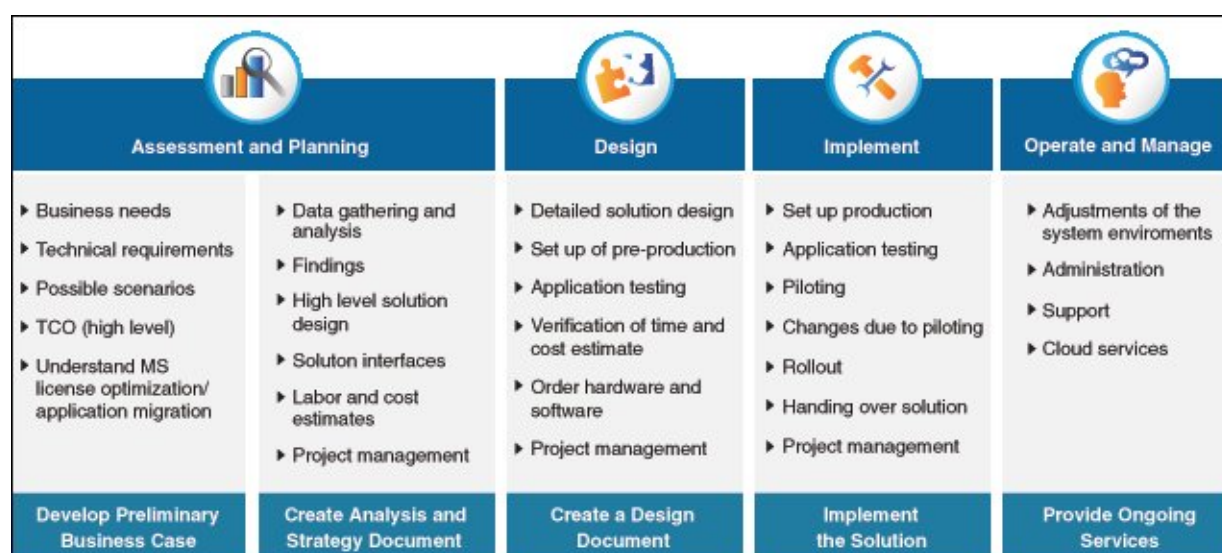 Assessment and Planning
Design
Implement
Operate and Manage
Business needs
Technical requirements
Possible scenarios
TCO (high level)
Understand MS
license optimization/
application migration
Data gathering and
analysis
Findings
High level solution
design
Soluton interfaces
Labor and cost
estimates
Project management
Detailed solution design
Set up of pre-production
Application testing
Verification of time and
cost estimate
Order hardware and
software
Project management
Set up production
Application testing
Piloting
Changes due to piloting
Rollout
Handing over solution
Project management
Adjustments of the
system enviroments
Administration
Support
Cloud services
Develop Preliminary
Business Case
Create Analysis and
Strategy Document
Create a Design
Document
Implement
the Solution
Provide Ongoing
Services